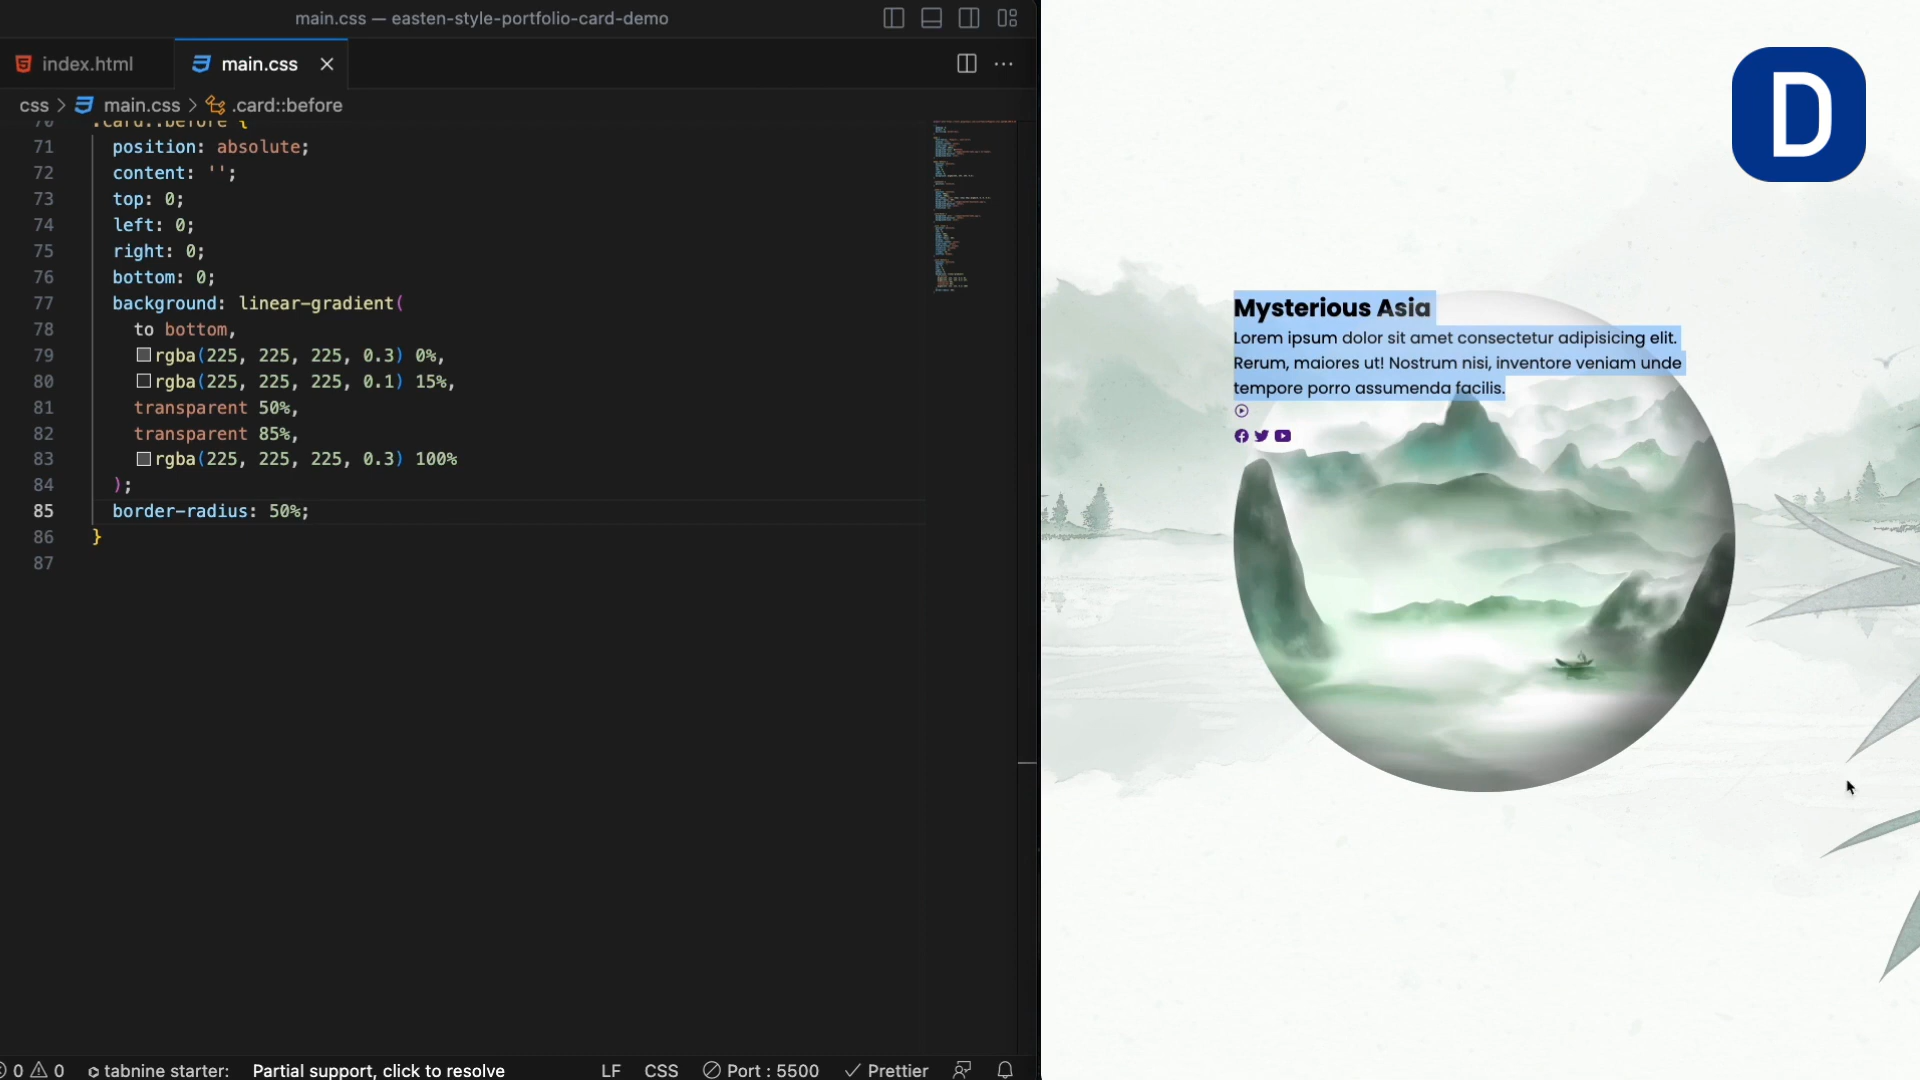 main.css — easten-style-portfolio-card-demo
index.html
main.css
css > main.css > .card::before
70 .card::before {
71 position: absolute;
72 content: '';
73 top: 0;
74 left: 0;
75 right: 0;
76 bottom: 0;
77 background: linear-gradient(
78 to bottom,
79 rgba(225, 225, 225, 0.3) 0%,
80 rgba(225, 225, 225, 0.1) 15%,
81 transparent 50%,
82 transparent 85%,
83 rgba(225, 225, 225, 0.3) 100%
84 );
85 border-radius: 50%;
86 }
87
0 0 tabnine starter: Partial support, click to resolve LF CSS Port : 5500 Prettier
D
Mysterious Asia
Lorem ipsum dolor sit amet consectetur adipisicing elit.
Rerum, maiores ut! Nostrum nisi, inventore veniam unde
tempore porro assumenda facilis.